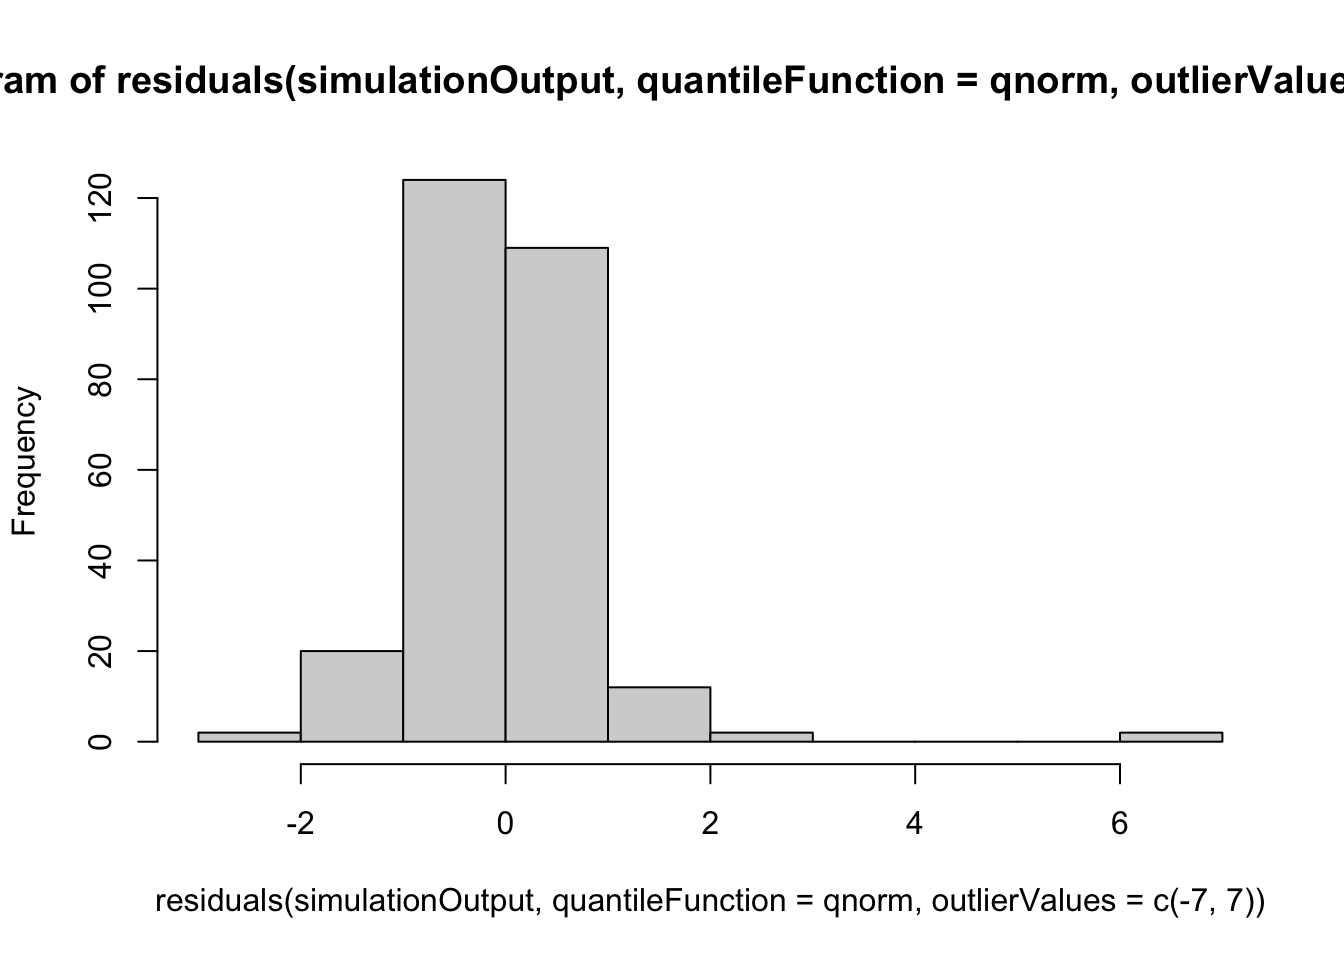 ram of residuals(simulationOutput, quantileFunction = qnorm, outlierValue
Frequency
120
100
80
60
40
20
0
-2 0 2 4 6
residuals(simulationOutput, quantileFunction = qnorm, outlierValues = c(-7, 7))